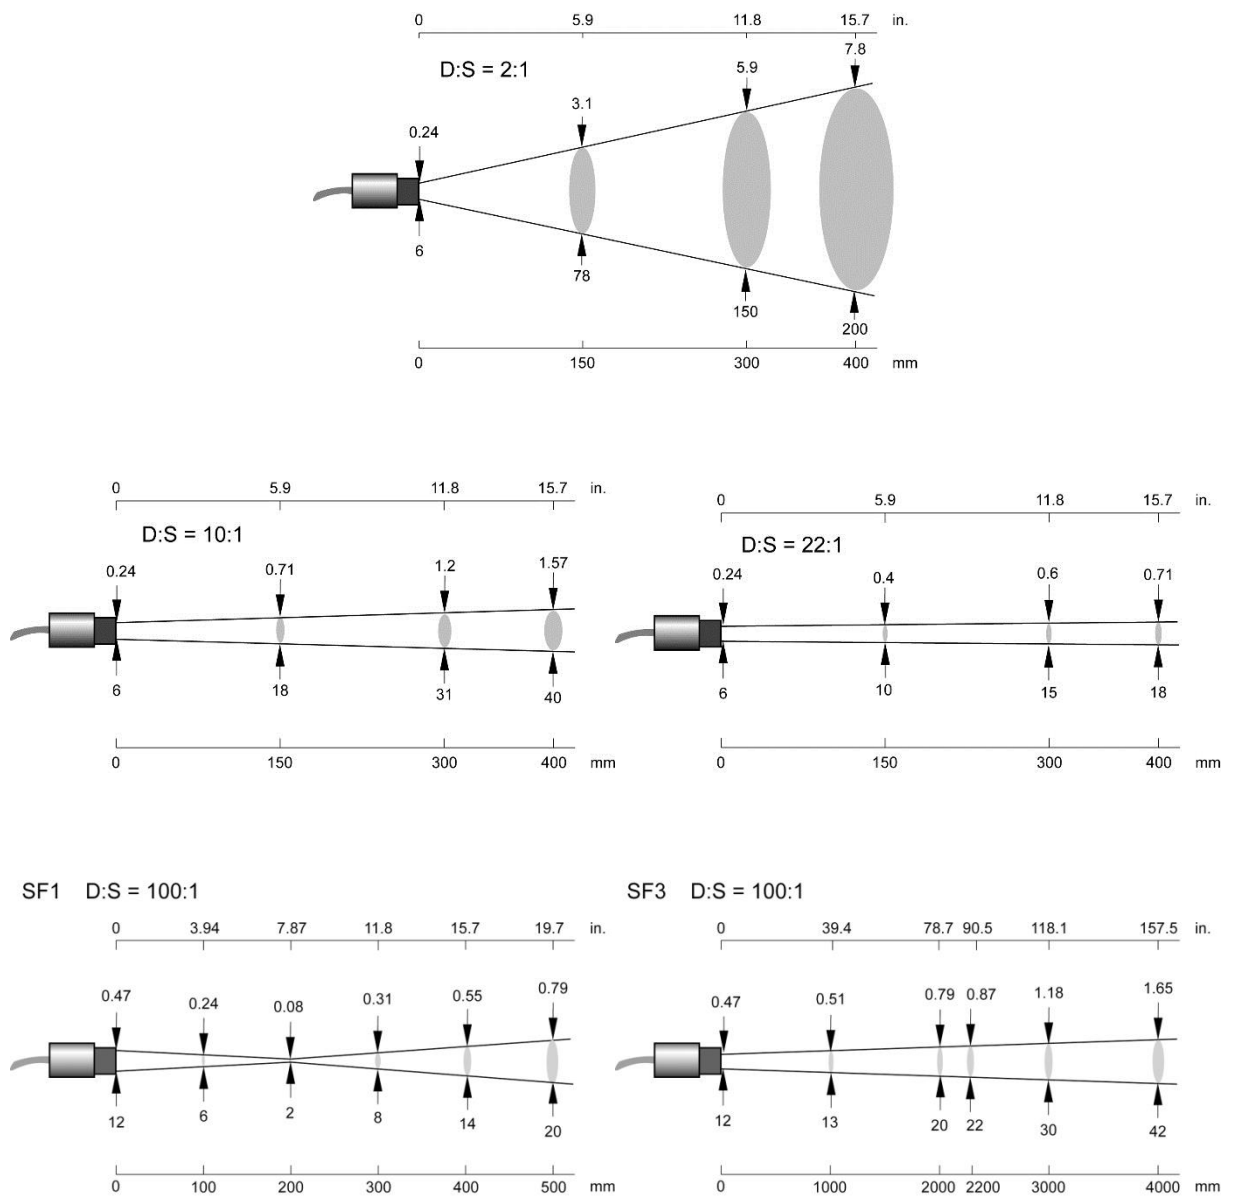 0 5.9 11.8 15.7 in.
D:S = 2:1
7.8
5.9
3.1
0.24
6
78
150
200
0 150 300 400 mm
0 5.9 11.8 15.7 in.
D:S = 10:1
0.24 0.71 1.2 1.57
6 18 31 40
0 150 300 400 mm
0 5.9 11.8 15.7 in.
D:S = 22:1
0.24 0.4 0.6 0.71
6 10 15 18
0 150 300 400 mm
SF1 D:S = 100:1
0 3.94 7.87 11.8 15.7 19.7 in.
0.47 0.24 0.08 0.31 0.55 0.79
12 6 2 8 14 20
0 100 200 300 400 500 mm
SF3 D:S = 100:1
0 39.4 78.7 90.5 118.1 157.5 in.
0.47 0.51 0.79 0.87 1.18 1.65
12 13 20 22 30 42
0 1000 2000 2200 3000 4000 mm